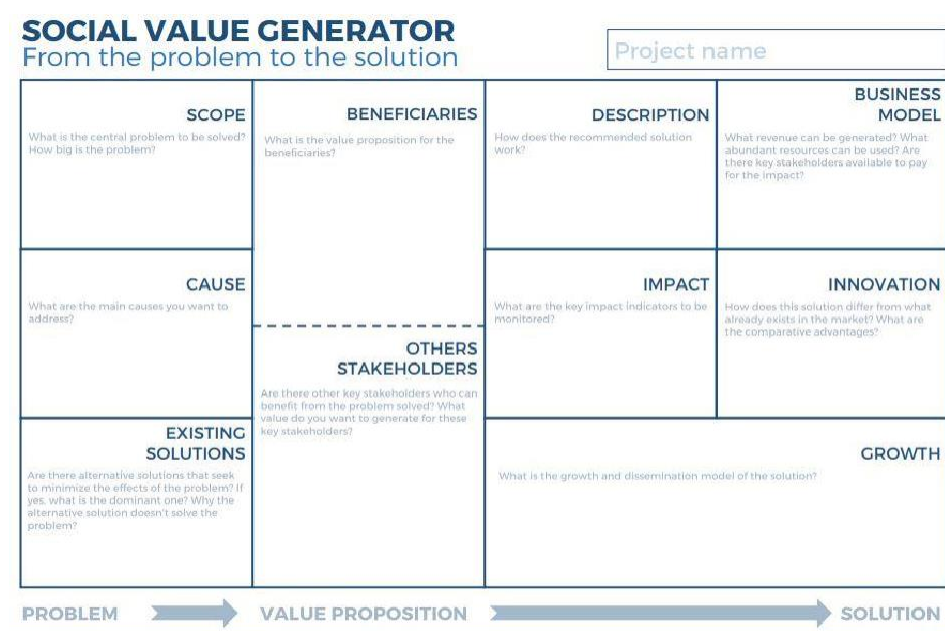 SOCIAL VALUE GENERATOR
From the problem to the solution
Project name
SCOPE
What is the central problem to be solved?
How big is the problem?
CAUSE
What are the main causes you want to
address?
EXISTING
SOLUTIONS
Are there alternative solutions that seek
to minimize the effects of the problem? If
yes, what is the dominant one? Why the
alternative solution doesn't solve the
problem?
BENEFICIARIES
What is the value proposition for the
beneficiaries?
OTHERS
STAKEHOLDERS
Are there other key stakeholders who can
benefit from the problem solved? What
value do you want to generate for these
key stakeholders?
DESCRIPTION
How does the recommended solution
work?
BUSINESS
MODEL
What revenue can be generated? What
abundant resources can be used? Are
there key stakeholders available to pay
for the impact?
IMPACT
What are the key impact indicators to be
monitored?
INNOVATION
How does this solution differ from what
already exists in the market? What are
the comparative advantages?
GROWTH
What is the growth and dissemination model of the solution?
PROBLEM
VALUE PROPOSITION
SOLUTION